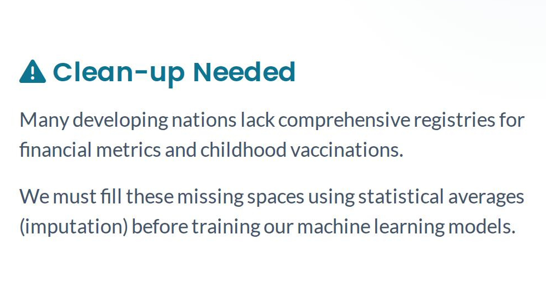 Clean-up Needed
Many developing nations lack comprehensive registries for
financial metrics and childhood vaccinations.
We must fill these missing spaces using statistical averages
(imputation) before training our machine learning models.